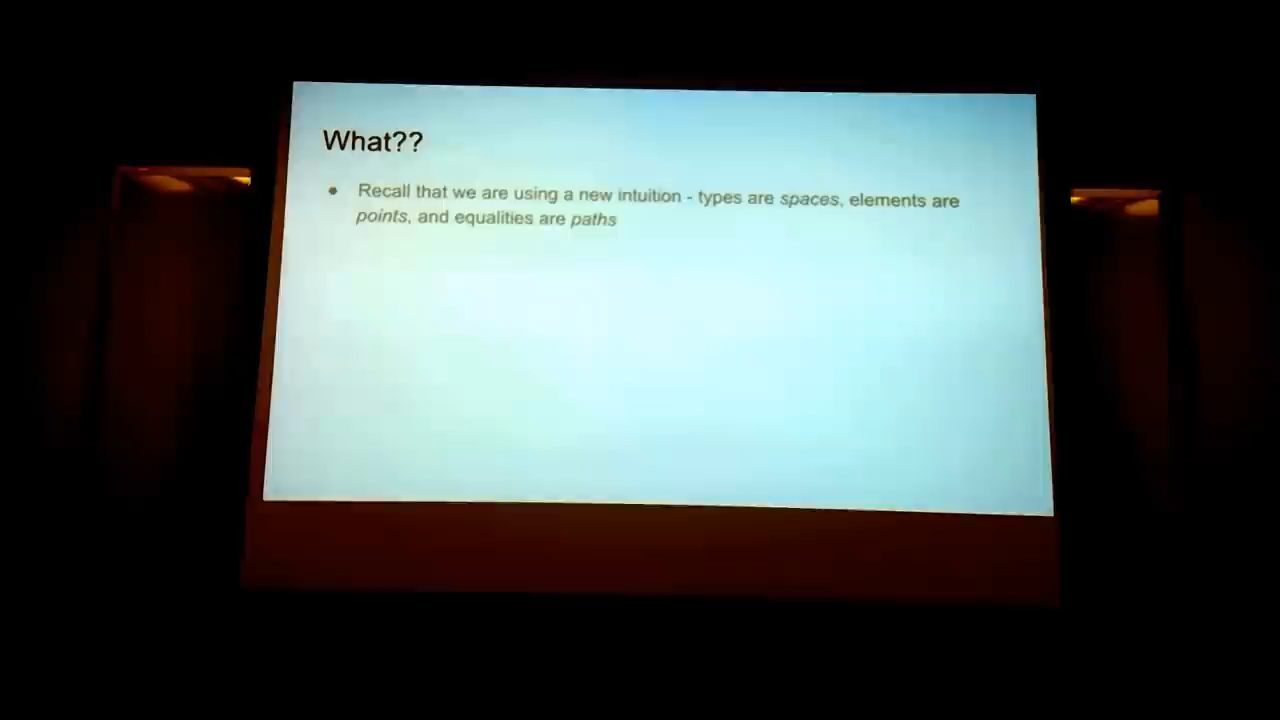 What??
● Recall that we are using a new intuition - types are spaces, elements are
points, and equalities are paths